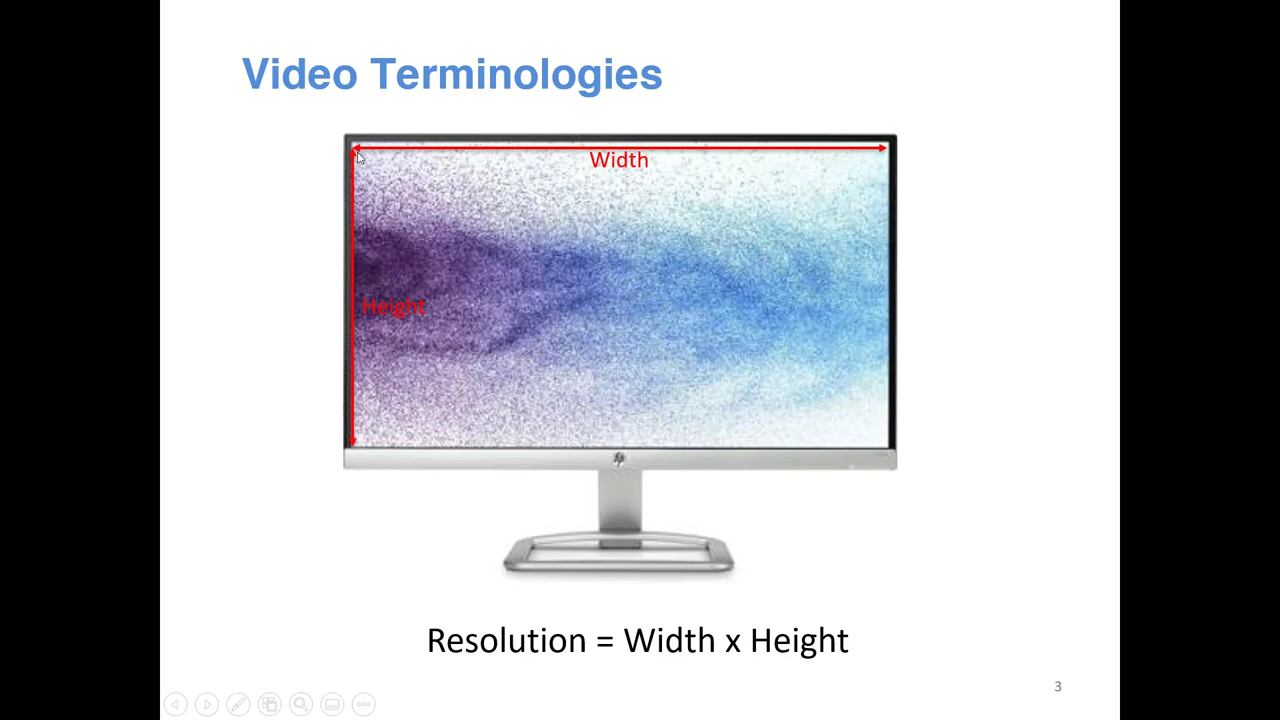 Video Terminologies
Width
Height
Resolution = Width x Height
3